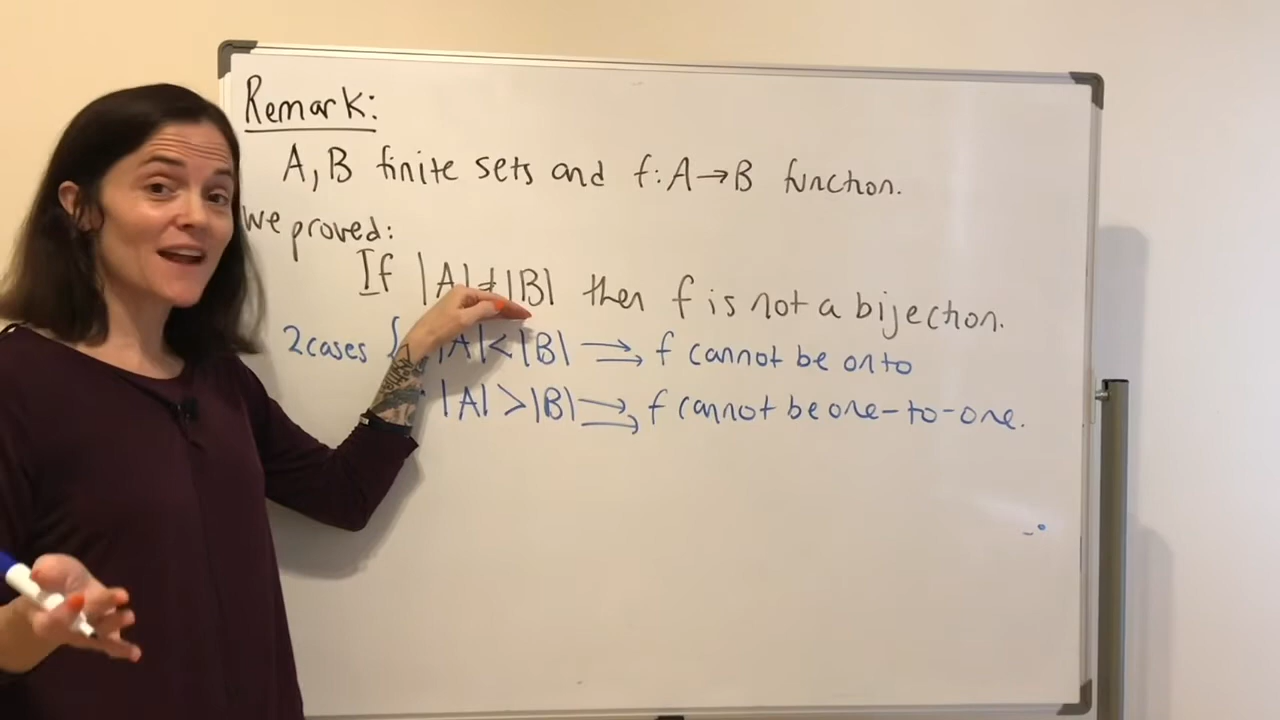 Remark:
A, B finite sets and f: A → B function.
we proved:
If |A| ≠ |B| then f is not a bijection.
2 cases { |A| < |B| ⟹ f cannot be onto
|A| > |B| ⟹ f cannot be one-to-one.